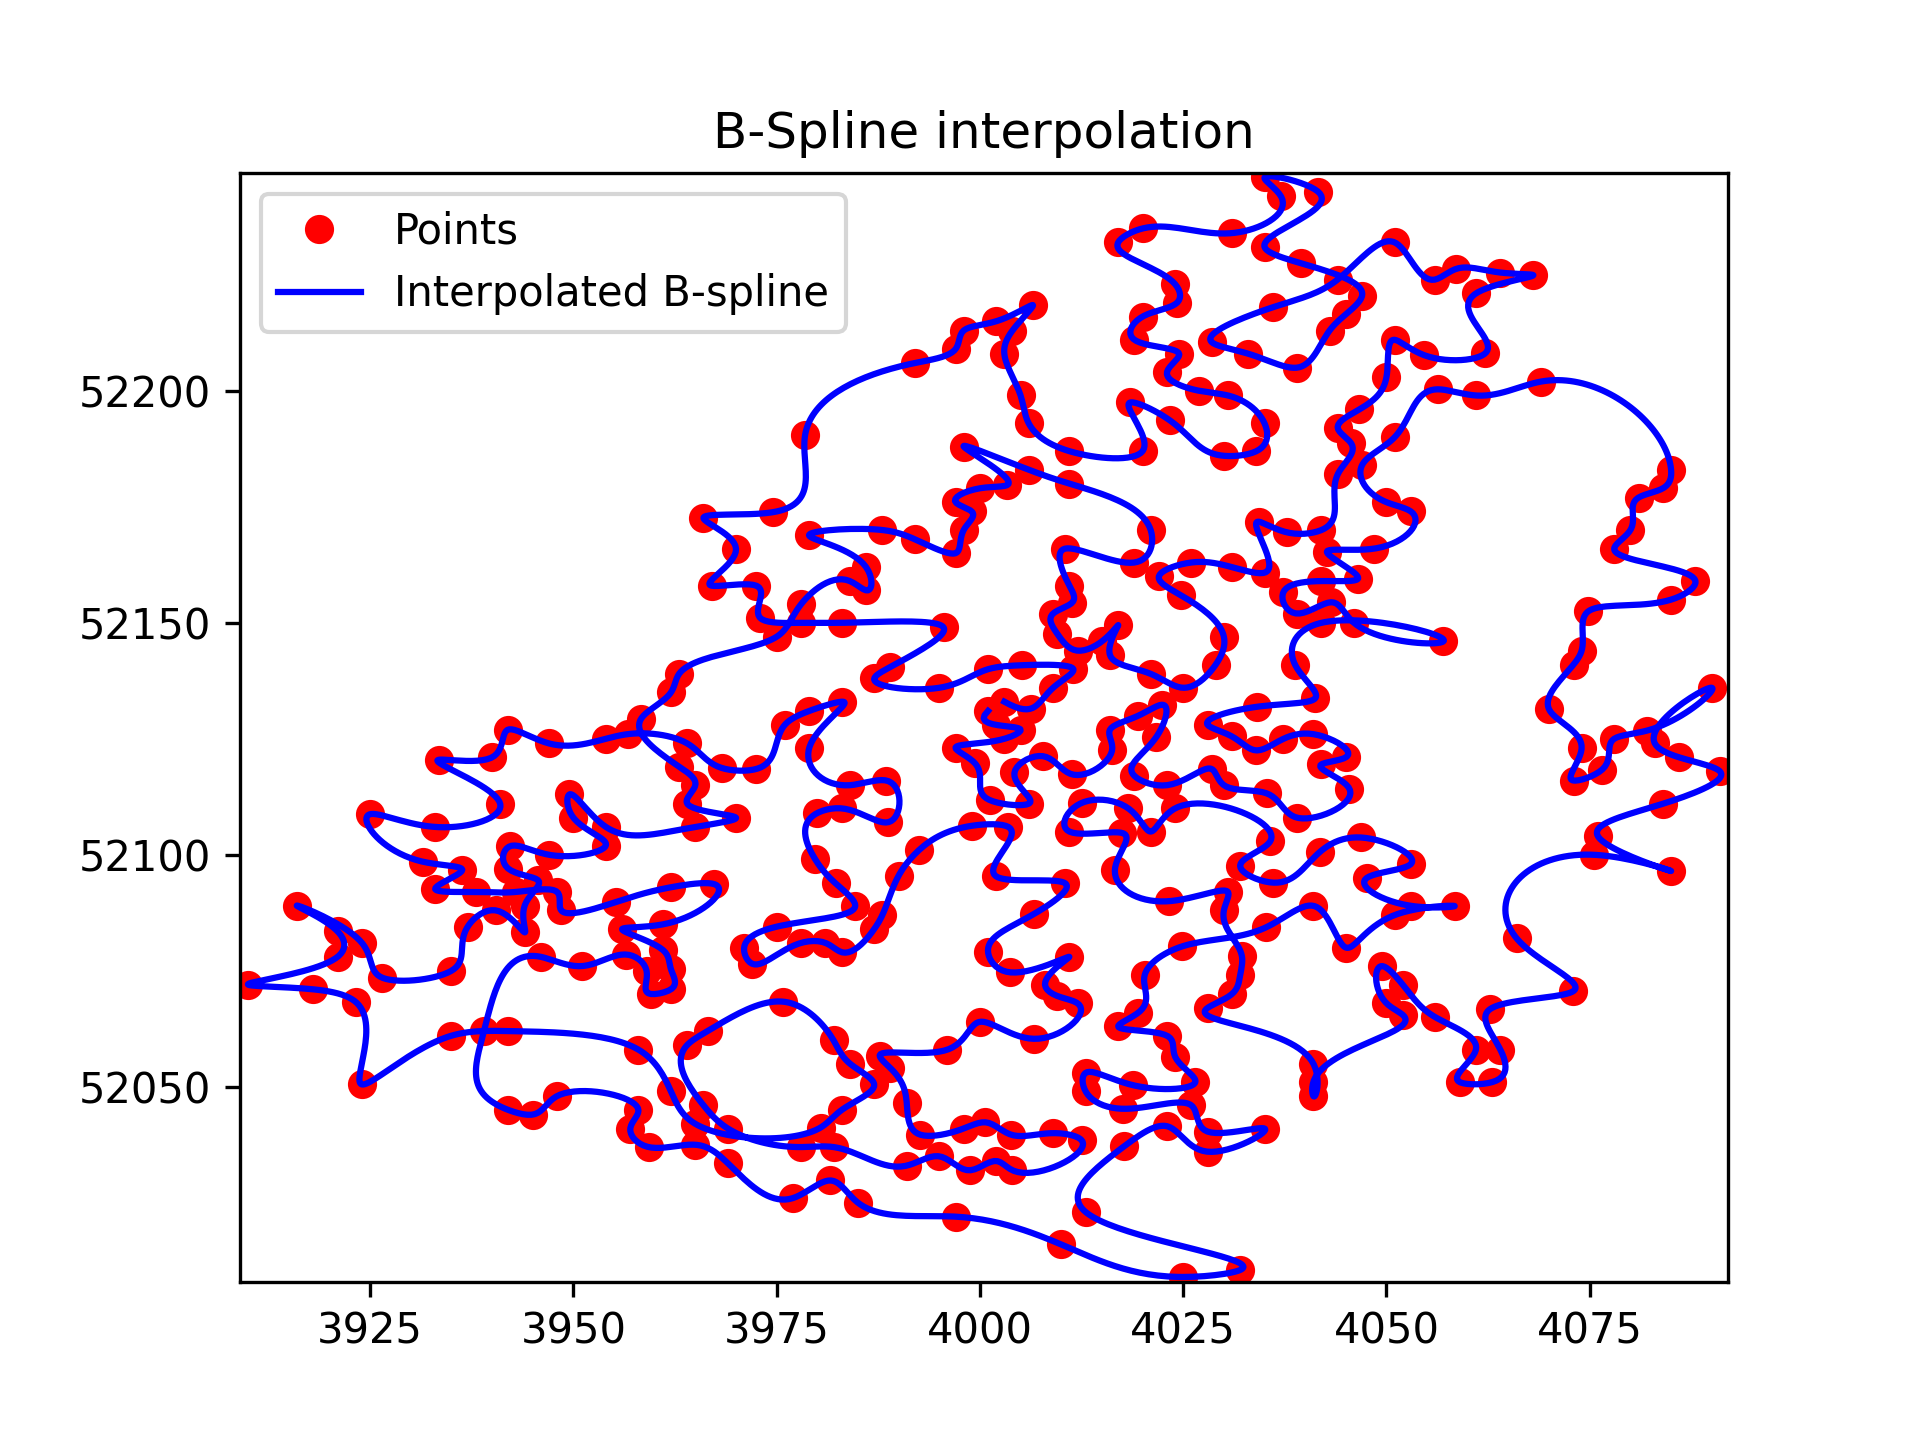 B-Spline interpolation
Points
Interpolated B-spline
52200
52150
52100
52050
3925 3950 3975 4000 4025 4050 4075